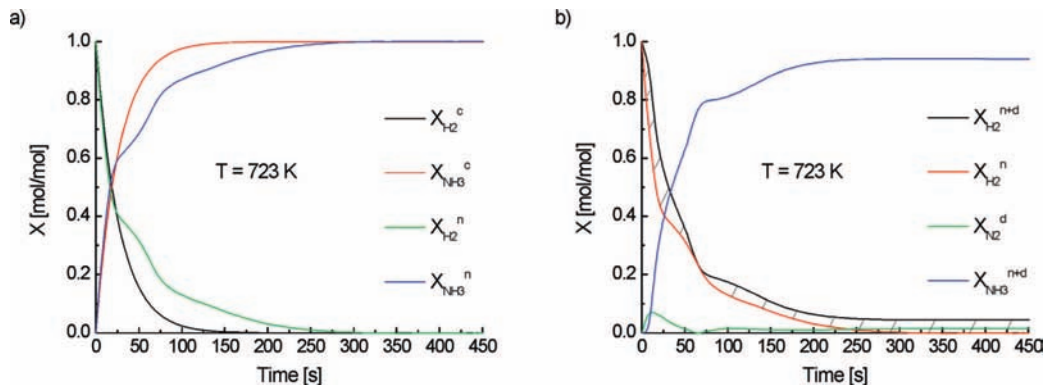 a)
X [mol/mol]
1.0
0.8
0.6
0.4
0.2
0.0
X_H2^c
X_NH3^c
X_H2^n
X_NH3^n
T = 723 K
0 50 100 150 200 250 300 350 400 450
Time [s]
b)
X [mol/mol]
1.0
0.8
0.6
0.4
0.2
0.0
X_H2^n+d
X_H2^n
X_N2^d
X_NH3^n+d
T = 723 K
0 50 100 150 200 250 300 350 400 450
Time [s]